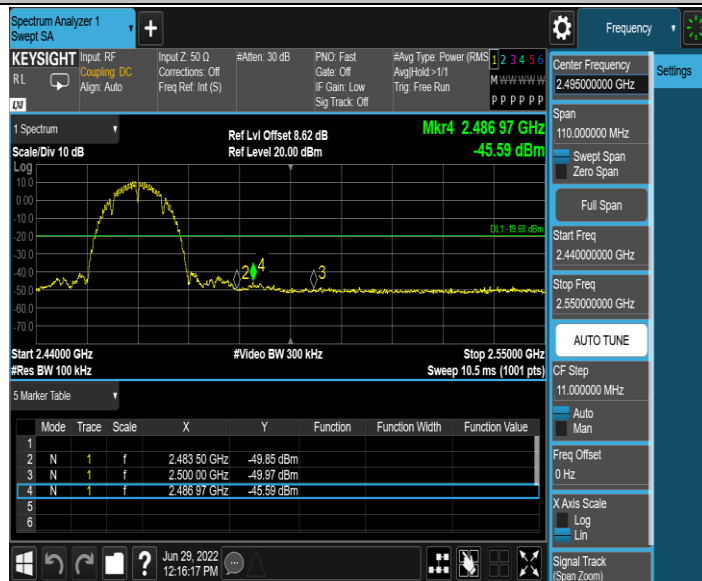 Spectrum Analyzer 1
Swept SA
Frequency
KEYSIGHT
RL
LXI
Input: RF
Coupling: DC
Align: Auto
Input Z: 50 Ω
Corrections: Off
Freq Ref: Int (S)
#Atten: 30 dB
PNO: Fast
Gate: Off
IF Gain: Low
Sig Track: Off
#Avg Type: Power (RMS
Avg|Hold:>1/1
Trig: Free Run
1 2 3 4 5 6
M W W W W W
P P P P P P
1 Spectrum
Scale/Div 10 dB
Ref Lvl Offset 8.62 dB
Ref Level 20.00 dBm
Mkr4 2.486 97 GHz
-45.59 dBm
Log
10.0
0.00
-10.0
-20.0
-30.0
-40.0
-50.0
-60.0
-70.0
DL1 -19.68 dBm
2
4
3
Start 2.44000 GHz
#Res BW 100 kHz
#Video BW 300 kHz
Stop 2.55000 GHz
Sweep 10.5 ms (1001 pts)
5 Marker Table
Mode Trace Scale X Y Function Function Width Function Value
1
2 N 1 f 2.483 50 GHz -49.85 dBm
3 N 1 f 2.500 00 GHz -49.97 dBm
4 N 1 f 2.486 97 GHz -45.59 dBm
5
6
?
Jun 29, 2022
12:16:17 PM
Center Frequency
2.495000000 GHz
Settings
Span
110.000000 MHz
Swept Span
Zero Span
Full Span
Start Freq
2.440000000 GHz
Stop Freq
2.550000000 GHz
AUTO TUNE
CF Step
11.000000 MHz
Auto
Man
Freq Offset
0 Hz
X Axis Scale
Log
Lin
Signal Track
(Span Zoom)